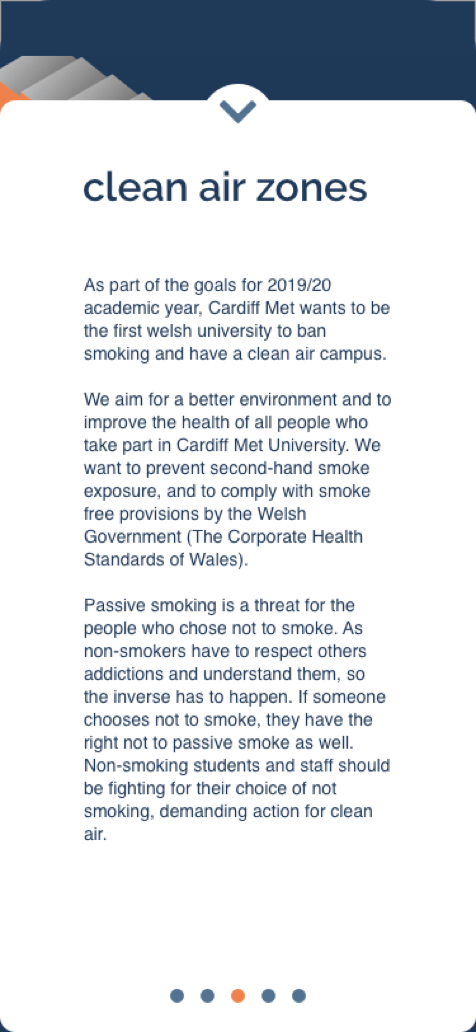 clean air zones
As part of the goals for 2019/20
academic year, Cardiff Met wants to be
the first welsh university to ban
smoking and have a clean air campus.
We aim for a better environment and to
improve the health of all people who
take part in Cardiff Met University. We
want to prevent second-hand smoke
exposure, and to comply with smoke
free provisions by the Welsh
Government (The Corporate Health
Standards of Wales).
Passive smoking is a threat for the
people who chose not to smoke. As
non-smokers have to respect others
addictions and understand them, so
the inverse has to happen. If someone
chooses not to smoke, they have the
right not to passive smoke as well.
Non-smoking students and staff should
be fighting for their choice of not
smoking, demanding action for clean
air.